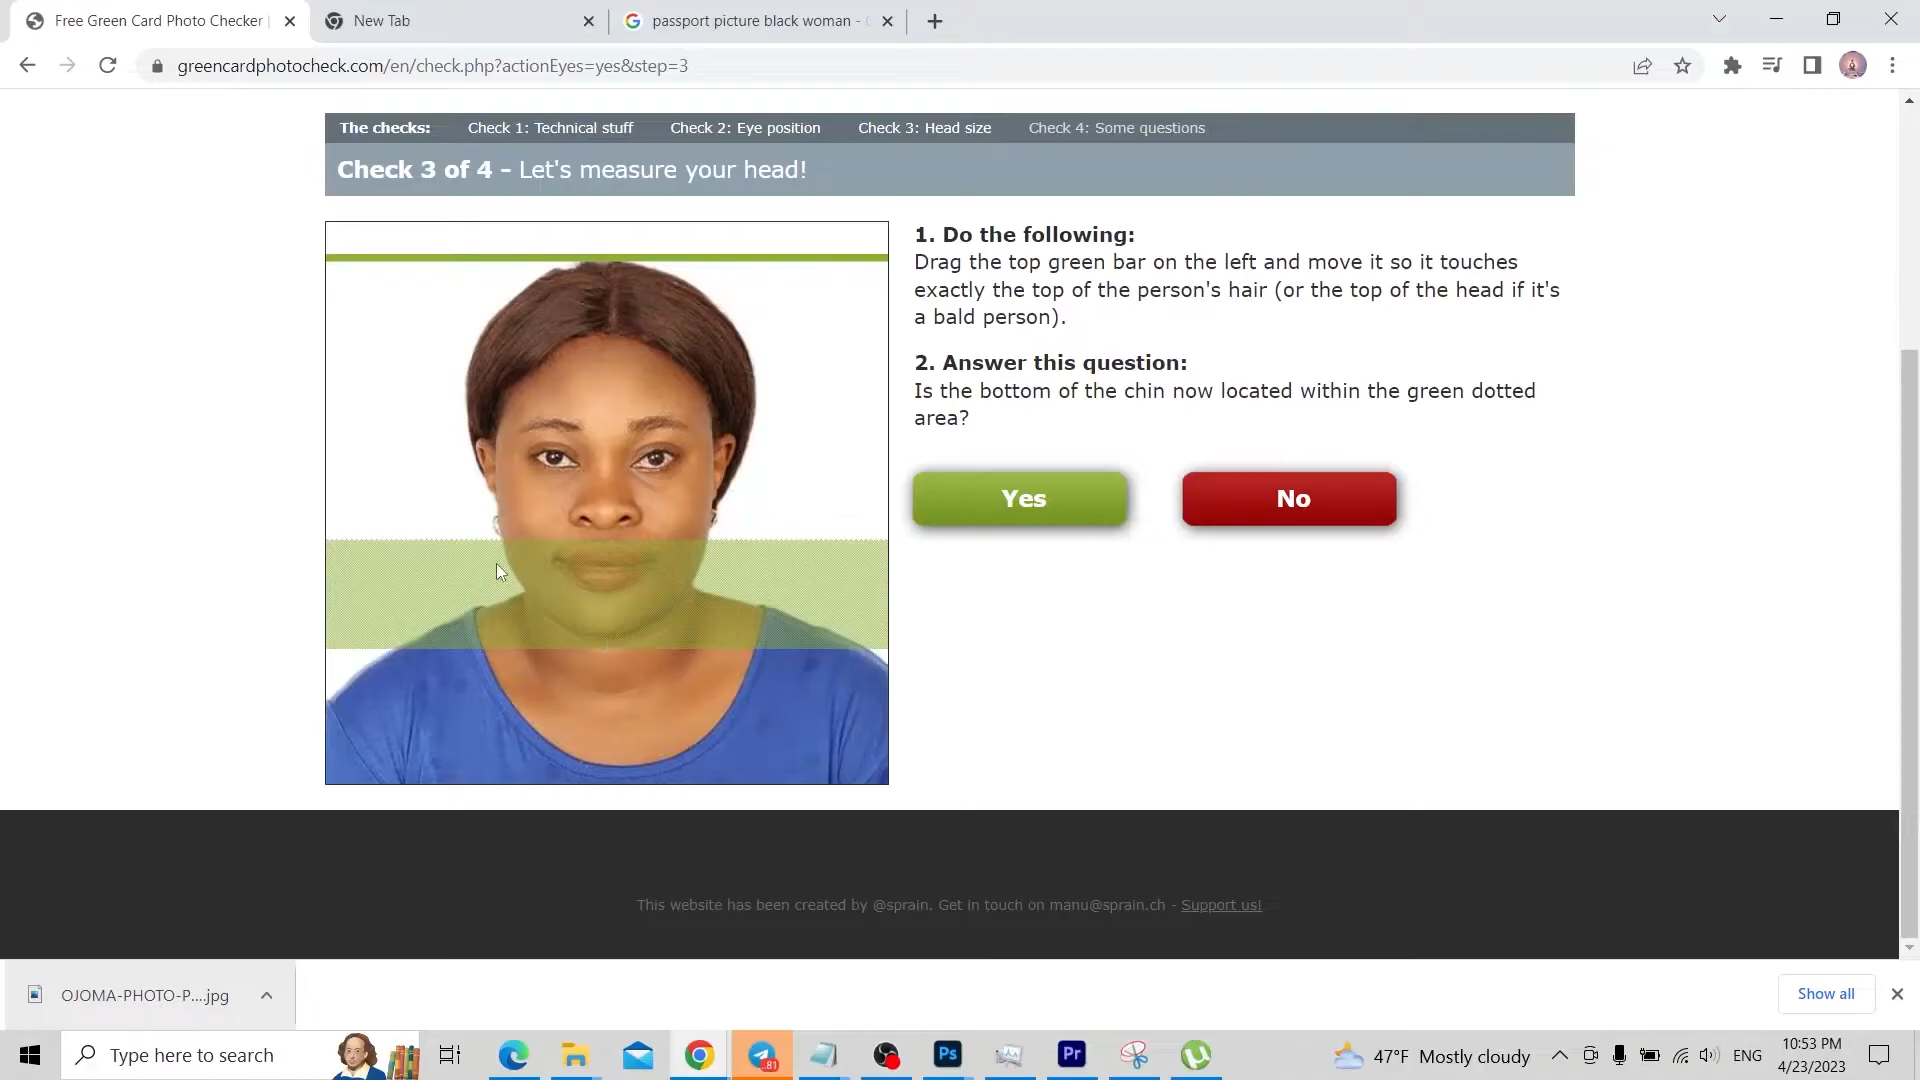 Free Green Card Photo Checker |
New Tab
passport picture black woman -
greencardphotocheck.com/en/check.php?actionEyes=yes&step=3
The checks: Check 1: Technical stuff Check 2: Eye position Check 3: Head size Check 4: Some questions
Check 3 of 4 - Let's measure your head!
1. Do the following:
Drag the top green bar on the left and move it so it touches
exactly the top of the person's hair (or the top of the head if it's
a bald person).
2. Answer this question:
Is the bottom of the chin now located within the green dotted
area?
Yes
No
This website has been created by @sprain. Get in touch on manu@sprain.ch - Support us!
OJOMA-PHOTO-P....jpg
Show all
Type here to search
81
Ps
Pr
47°F Mostly cloudy
ENG
10:53 PM
4/23/2023